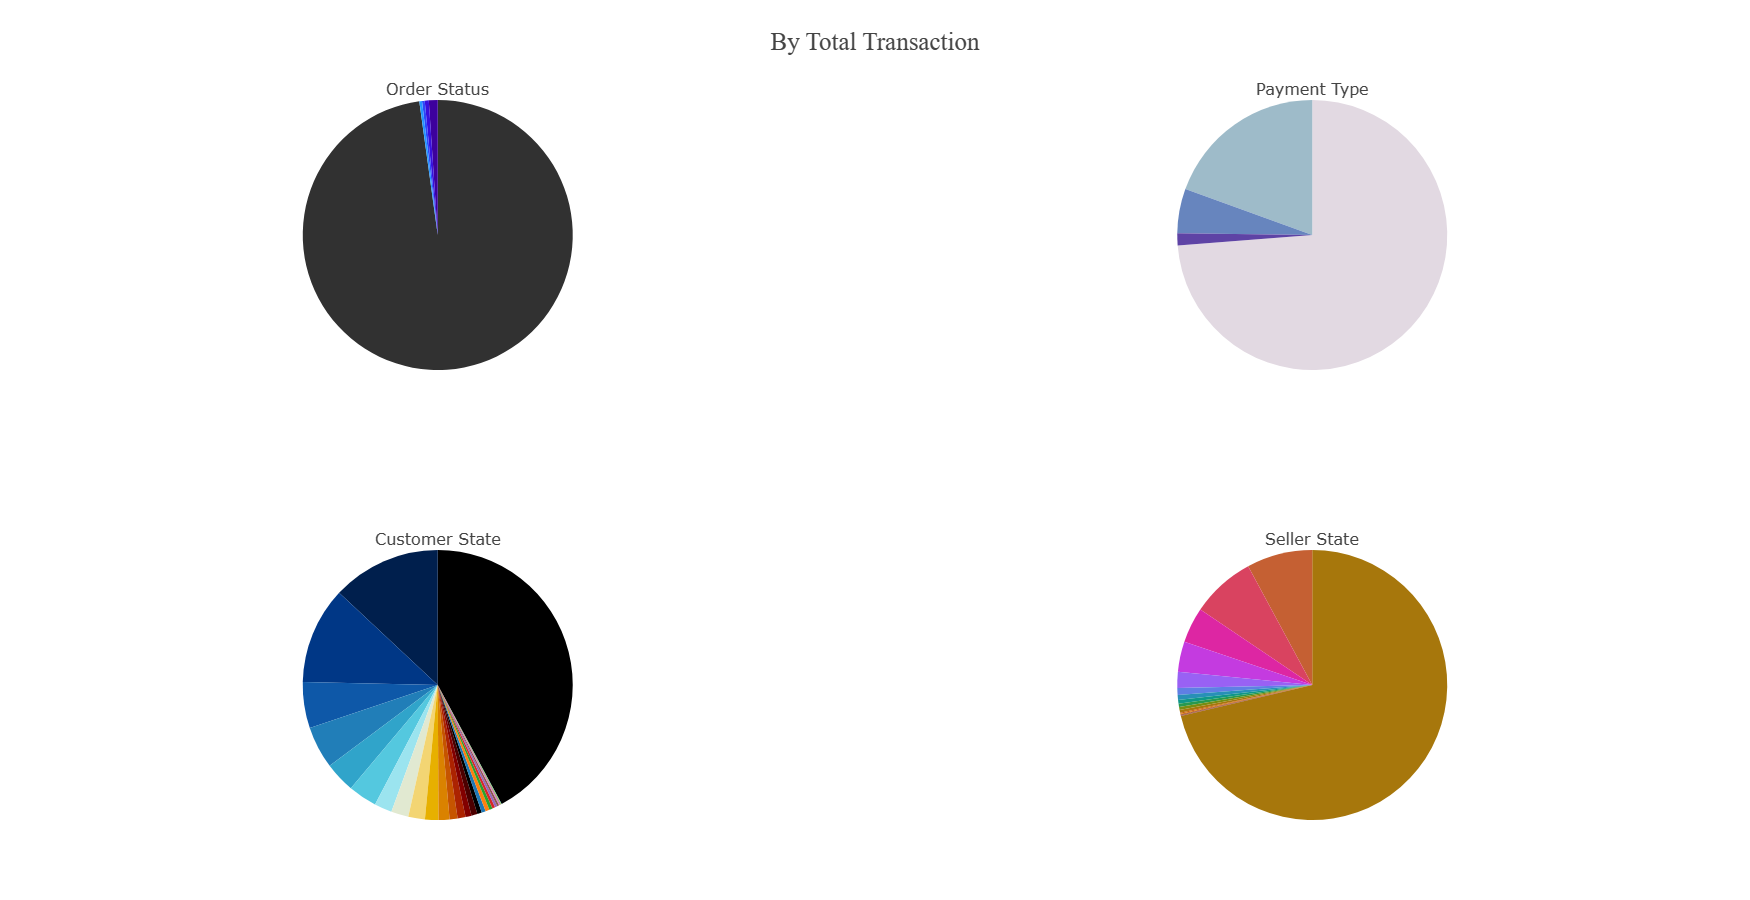 By Total Transaction
Order Status
Payment Type
Customer State
Seller State